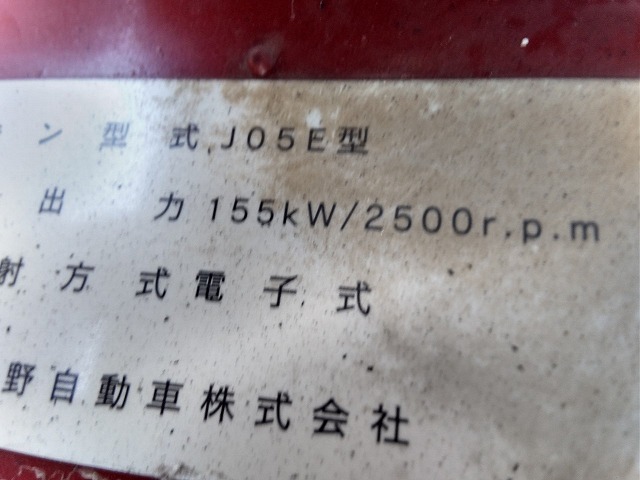 ン型式 J05E型
出力 155kW/2500r.p.m
射方式 電子式
野自動車株式会社